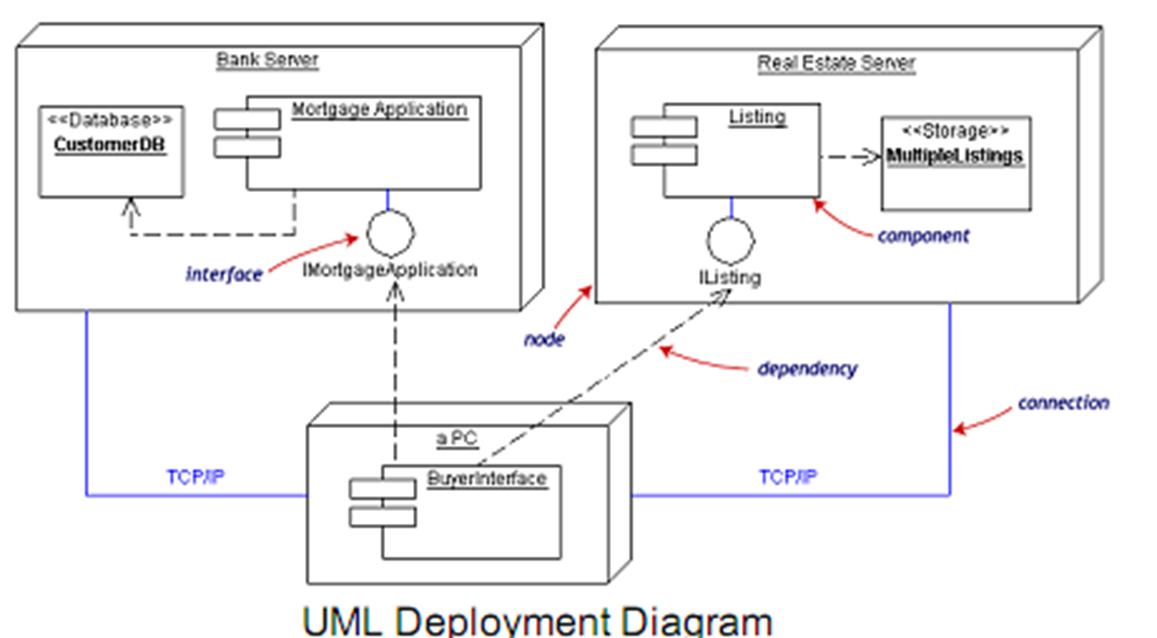 Bank Server
<<Database>>
CustomerDB
Mortgage Application
interface
IMortgageApplication
Real Estate Server
Listing
<<Storage>>
MultipleListings
component
IListing
node
dependency
connection
a PC
BuyerInterface
TCP/IP
TCP/IP
UML Deployment Diagram